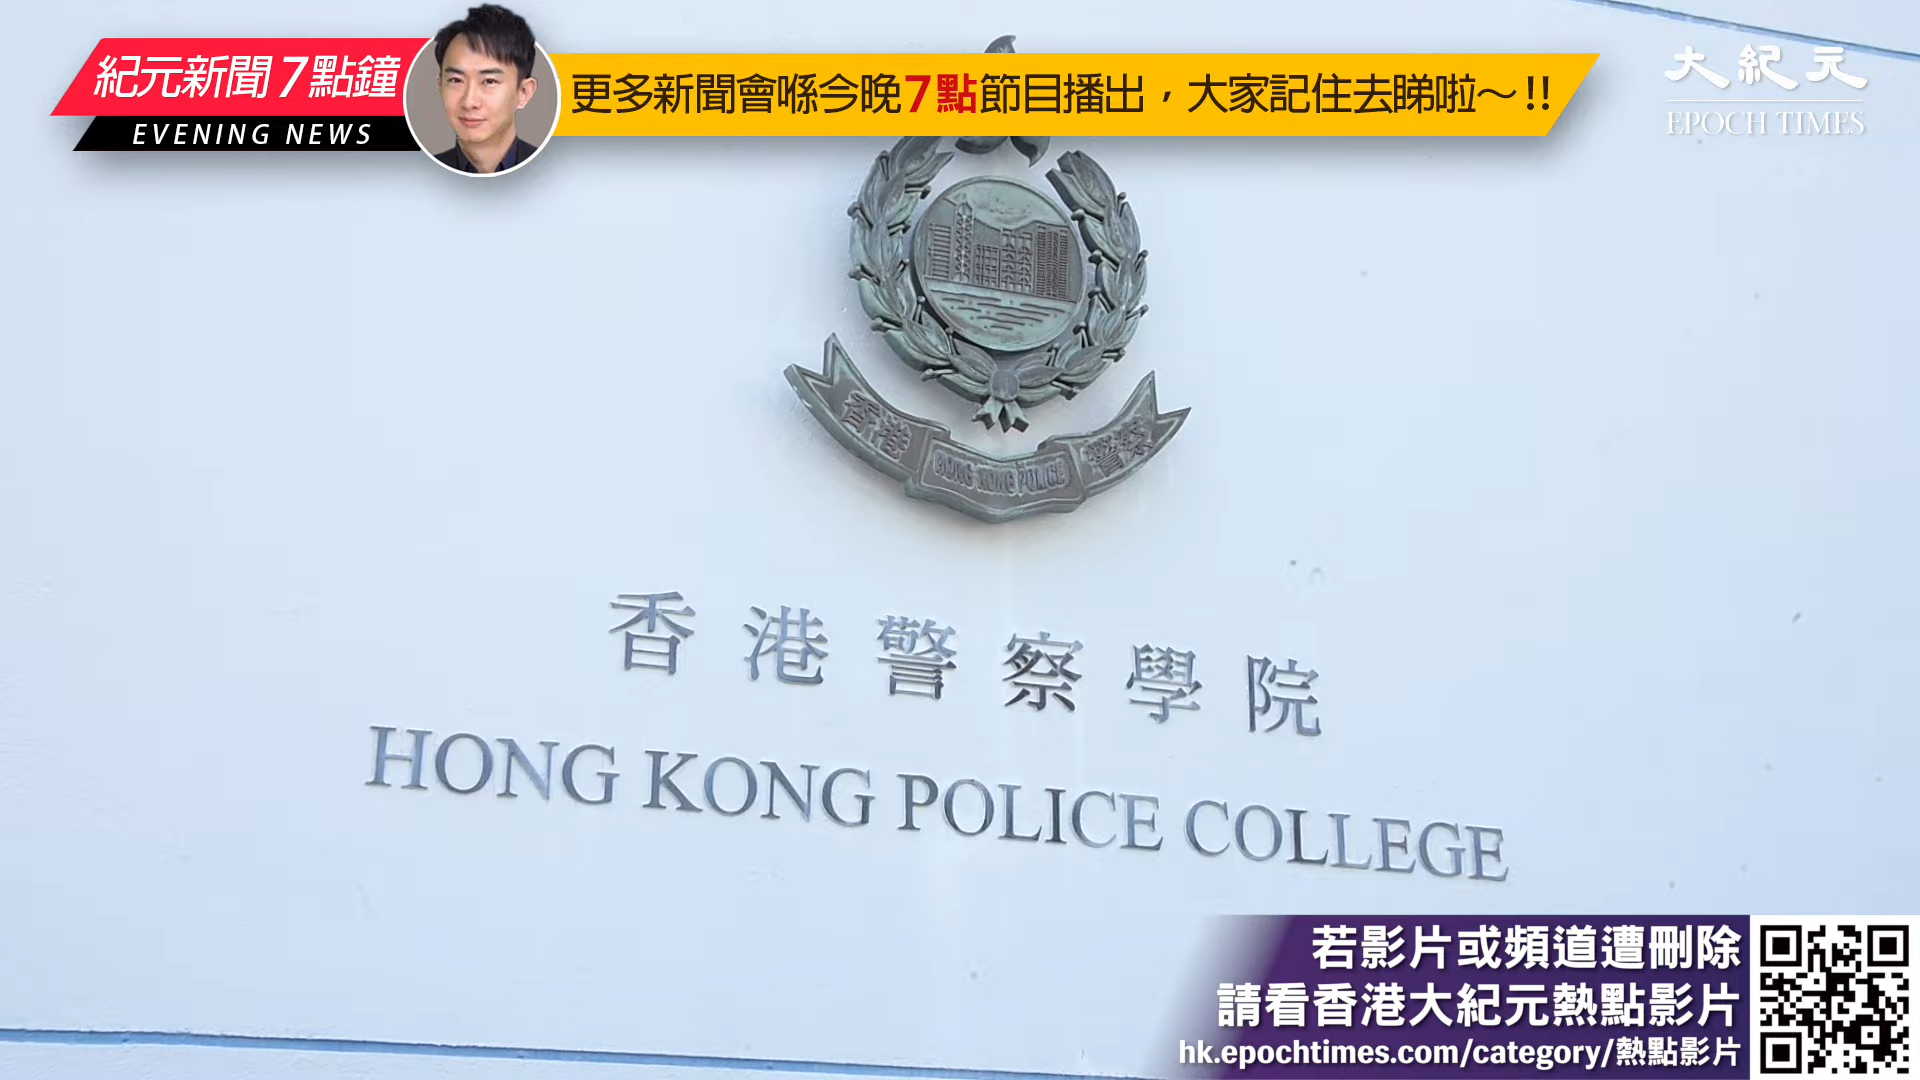 紀元新聞7點鐘
EVENING NEWS
更多新聞會喺今晚7點節目播出，大家記住去睇啦～!!
大紀元
EPOCH TIMES
香港
HONG KONG POLICE
警察
香港警察學院
HONG KONG POLICE COLLEGE
若影片或頻道遭刪除
請看香港大紀元熱點影片
hk.epochtimes.com/category/熱點影片